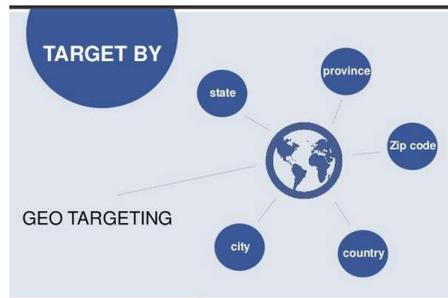 TARGET BY
province
state
Zip code
GEO TARGETING
city
country